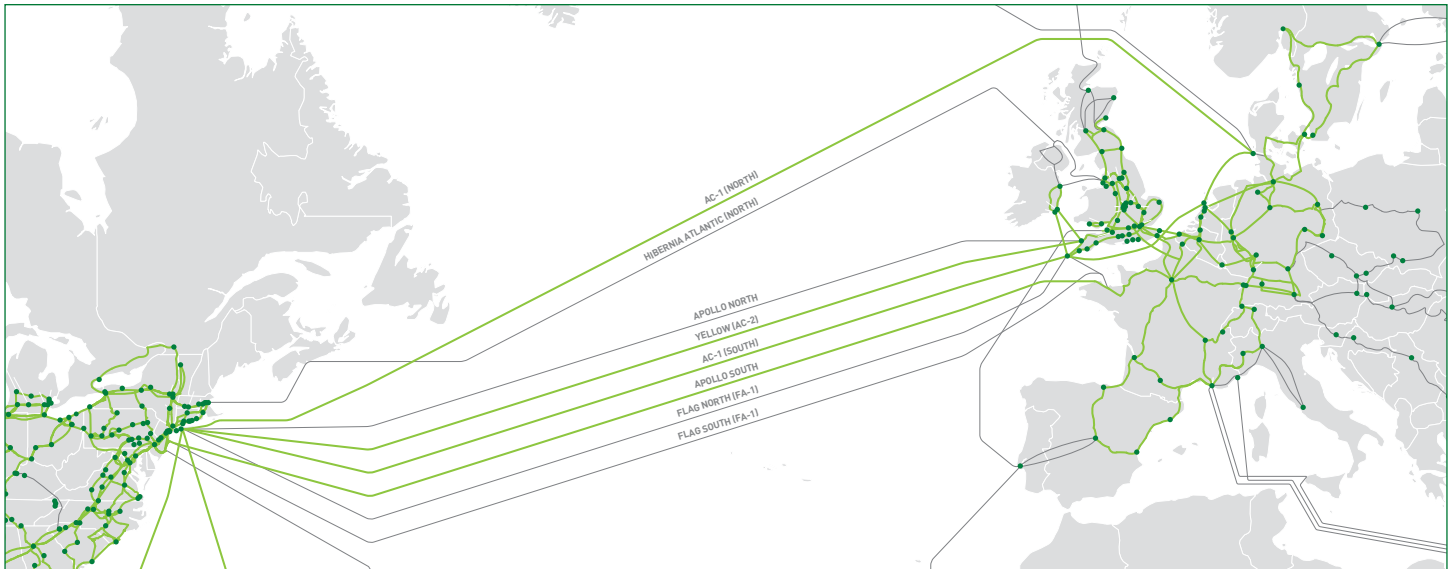 AC-1 (NORTH)
HIBERNIA ATLANTIC (NORTH)
APOLLO NORTH
YELLOW (AC-2)
AC-1 (SOUTH)
APOLLO SOUTH
FLAG NORTH (FA-1)
FLAG SOUTH (FA-1)